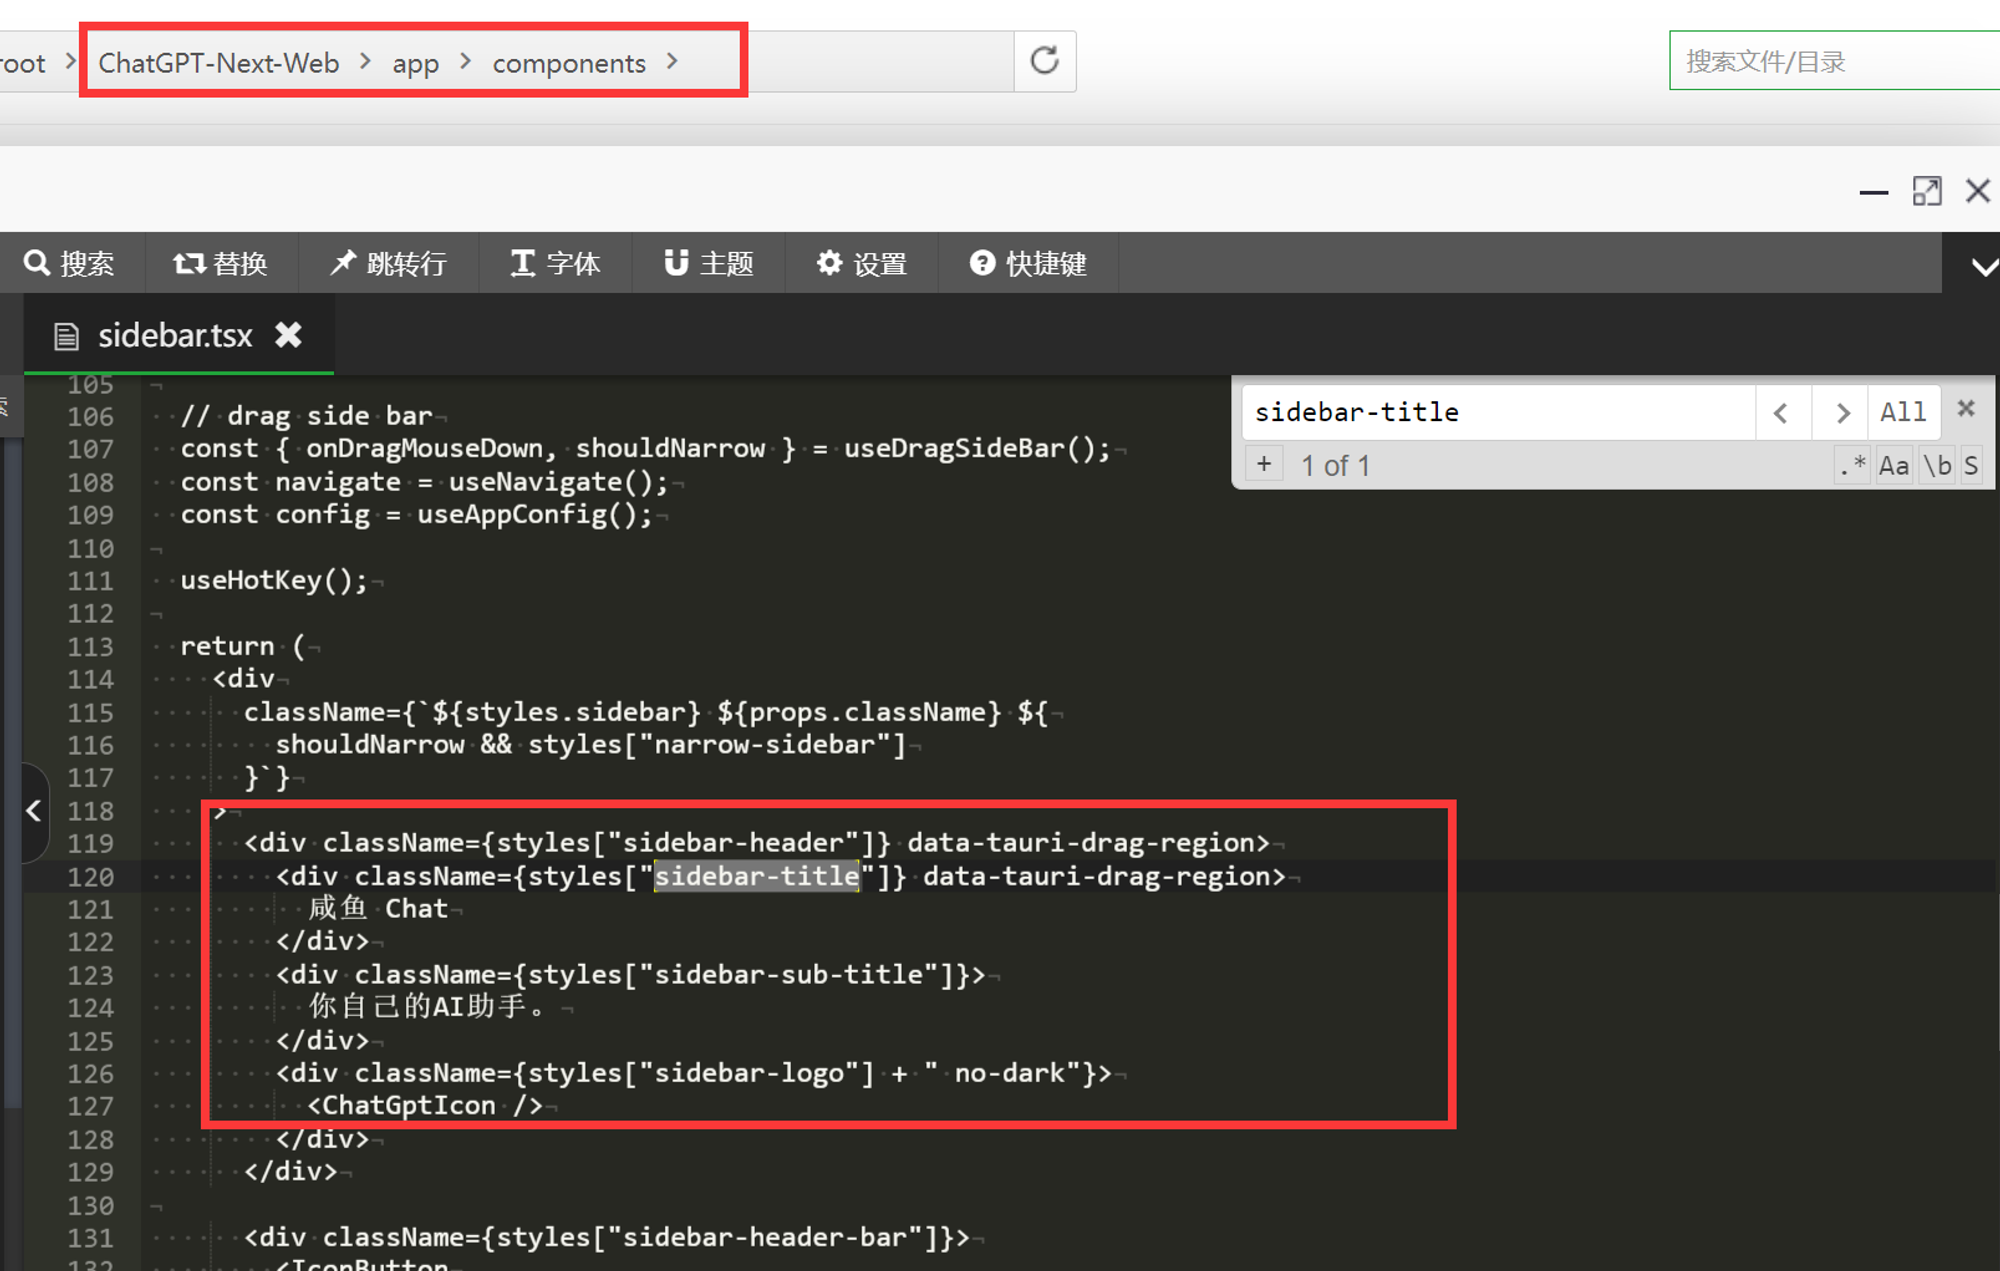 root > ChatGPT-Next-Web > app > components >
搜索文件/目录
搜索 替换 跳转行 字体 主题 设置 快捷键
sidebar.tsx
sidebar-title All
+ 1 of 1 .* Aa \b S
105
106 // drag side bar
107 const { onDragMouseDown, shouldNarrow } = useDragSideBar();
108 const navigate = useNavigate();
109 const config = useAppConfig();
110
111 useHotKey();
112
113 return (
114 <div
115 className={`${styles.sidebar} ${props.className} ${
116 shouldNarrow && styles["narrow-sidebar"]
117 }`}
118 >
119 <div className={styles["sidebar-header"]} data-tauri-drag-region>
120 <div className={styles["sidebar-title"]} data-tauri-drag-region>
121 咸鱼 Chat
122 </div>
123 <div className={styles["sidebar-sub-title"]}>
124 你自己的AI助手。
125 </div>
126 <div className={styles["sidebar-logo"] + " no-dark"}>
127 <ChatGptIcon />
128 </div>
129 </div>
130
131 <div className={styles["sidebar-header-bar"]}>
132 <IconButton